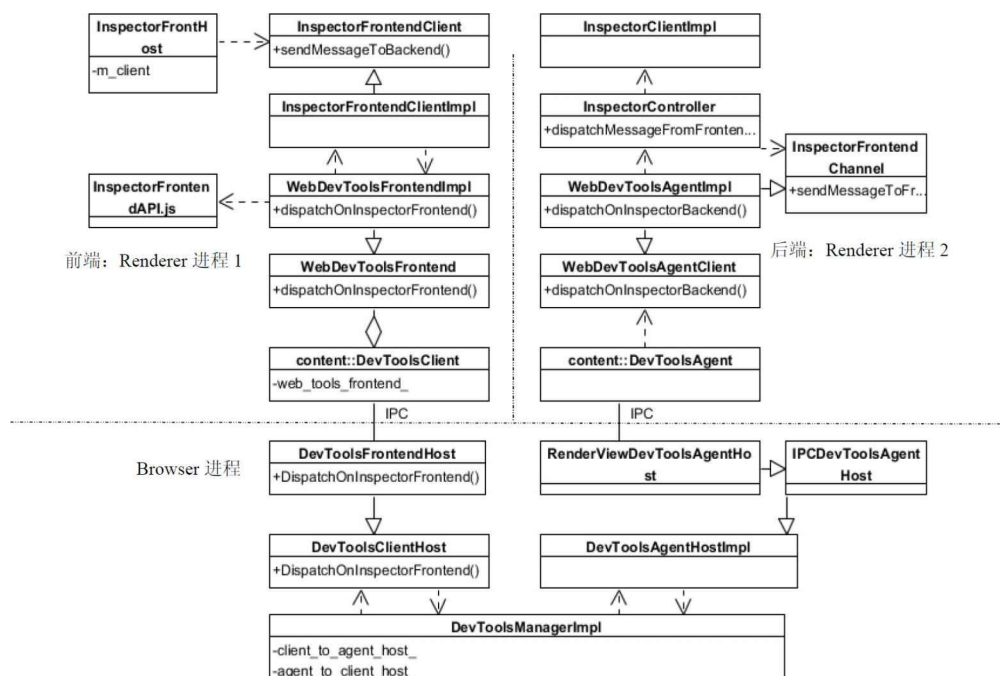 InspectorFrontH
ost
-m_client
InspectorFrontendClient
+sendMessageToBackend()
InspectorClientImpl
InspectorFrontendClientImpl
InspectorController
+dispatchMessageFromFronten...
InspectorFrontend
Channel
+sendMessageToFr...
InspectorFronten
dAPI.js
WebDevToolsFrontendImpl
+dispatchOnInspectorFrontend()
WebDevToolsAgentImpl
+dispatchOnInspectorBackend()
前端：Renderer 进程 1
后端：Renderer 进程 2
WebDevToolsFrontend
+dispatchOnInspectorFrontend()
WebDevToolsAgentClient
+dispatchOnInspectorBackend()
content::DevToolsClient
-web_tools_frontend_
content::DevToolsAgent
IPC
IPC
Browser 进程
DevToolsFrontendHost
+DispatchOnInspectorFrontend()
RenderViewDevToolsAgentHo
st
IPCDevToolsAgent
Host
DevToolsClientHost
+DispatchOnInspectorFrontend()
DevToolsAgentHostImpl
DevToolsManagerImpl
-client_to_agent_host_
-agent_to_client_host